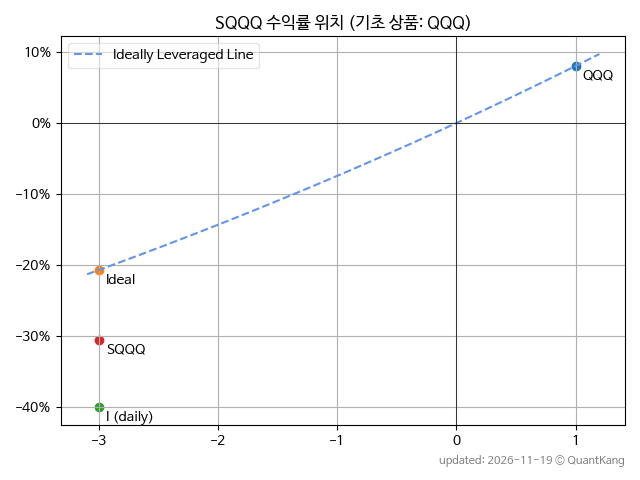 SQQQ 수익률 위치 (기초 상품: QQQ)
Ideally Leveraged Line
10%
0%
-10%
-20%
-30%
-40%
QQQ
Ideal
SQQQ
I (daily)
-3
-2
-1
0
1
updated: 2026-11-19 © QuantKang